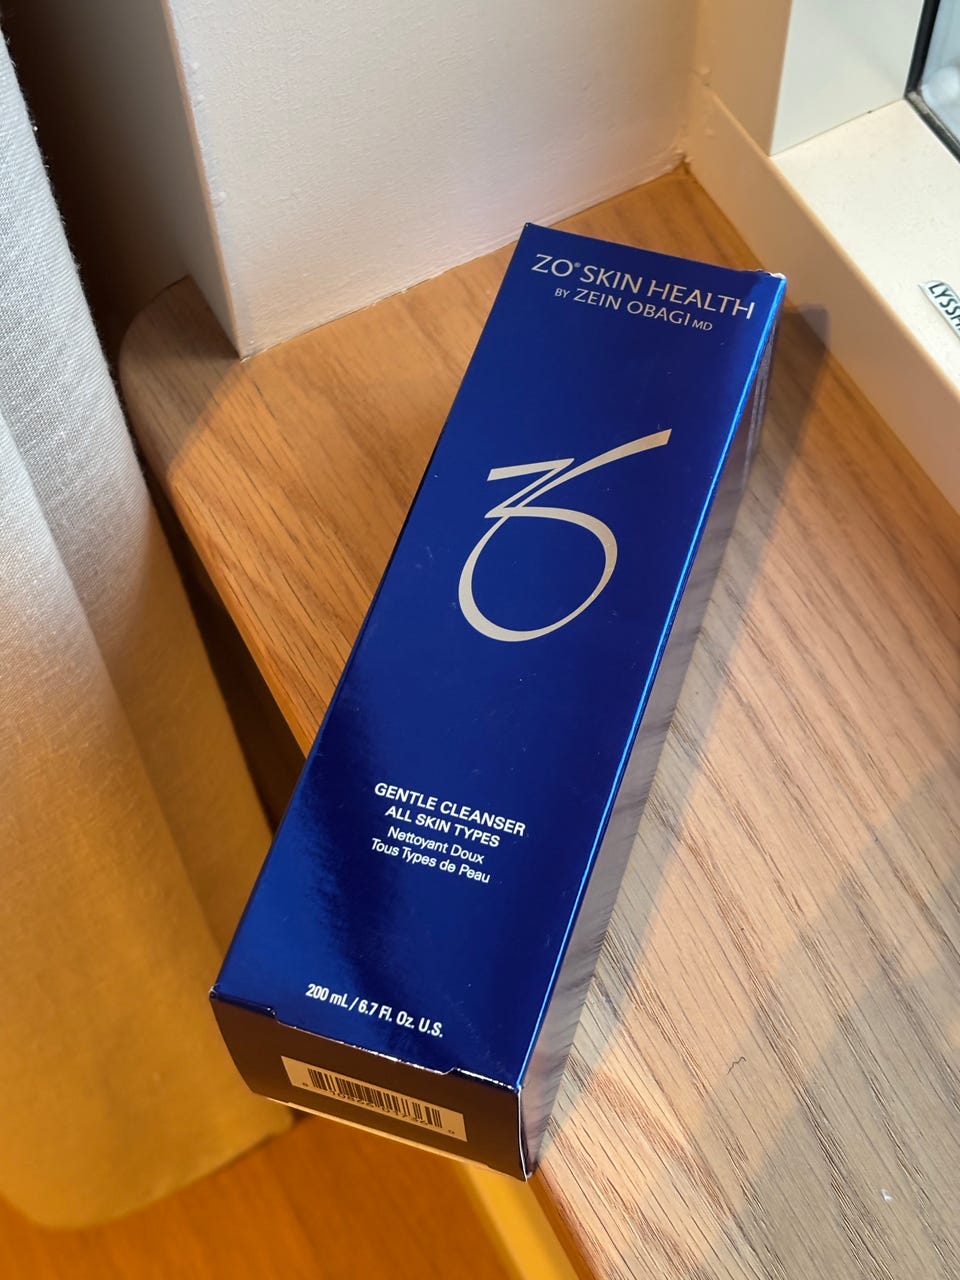 ZO® SKIN HEALTH
BY ZEIN OBAGI MD
ZO
GENTLE CLEANSER
ALL SKIN TYPES
Nettoyant Doux
Tous Types de Peau
200 mL / 6.7 Fl. Oz. U.S.